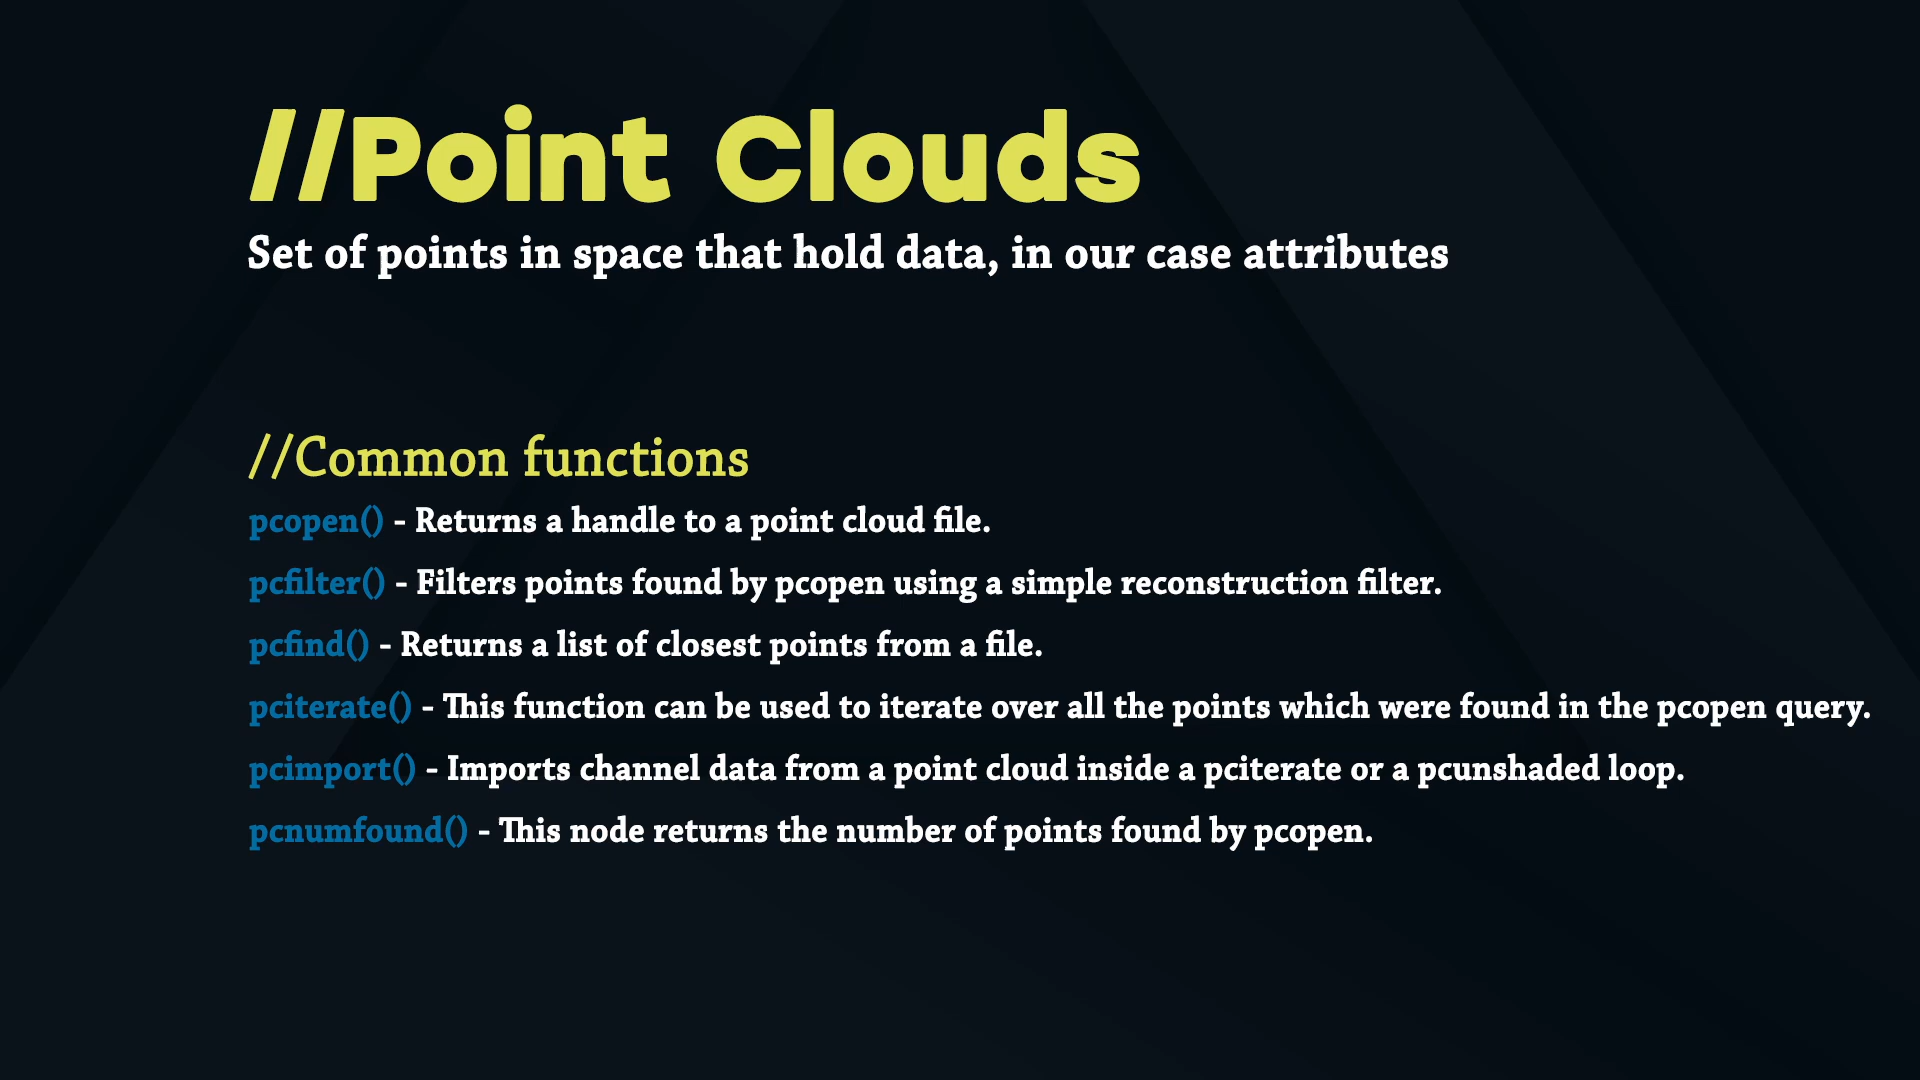 //Point Clouds
Set of points in space that hold data, in our case attributes
//Common functions
pcopen() - Returns a handle to a point cloud file.
pcfilter() - Filters points found by pcopen using a simple reconstruction filter.
pcfind() - Returns a list of closest points from a file.
pciterate() - This function can be used to iterate over all the points which were found in the pcopen query.
pcimport() - Imports channel data from a point cloud inside a pciterate or a pcunshaded loop.
pcnumfound() - This node returns the number of points found by pcopen.